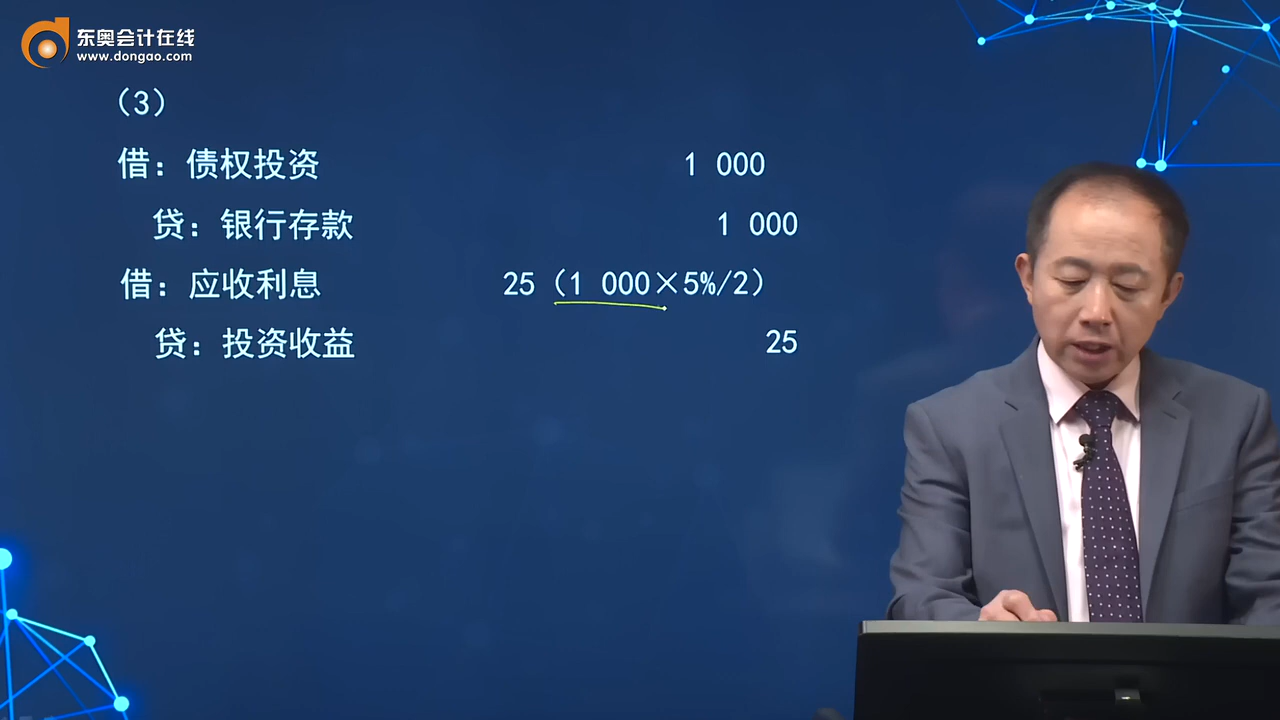 东奥会计在线
www.dongao.com
（3）
借：债权投资 1 000
贷：银行存款 1 000
借：应收利息 25（1 000×5%/2）
贷：投资收益 25